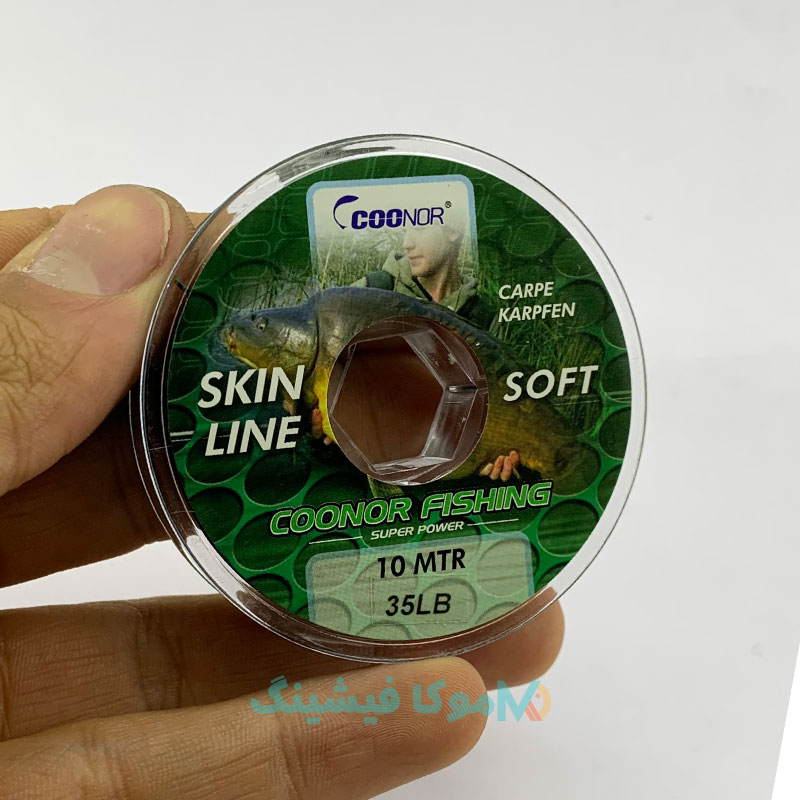 COONOR®
CARPE
KARPFEN
SKIN
LINE
SOFT
COONOR FISHING
SUPER POWER
10 MTR
35LB
موکا فیشینگ